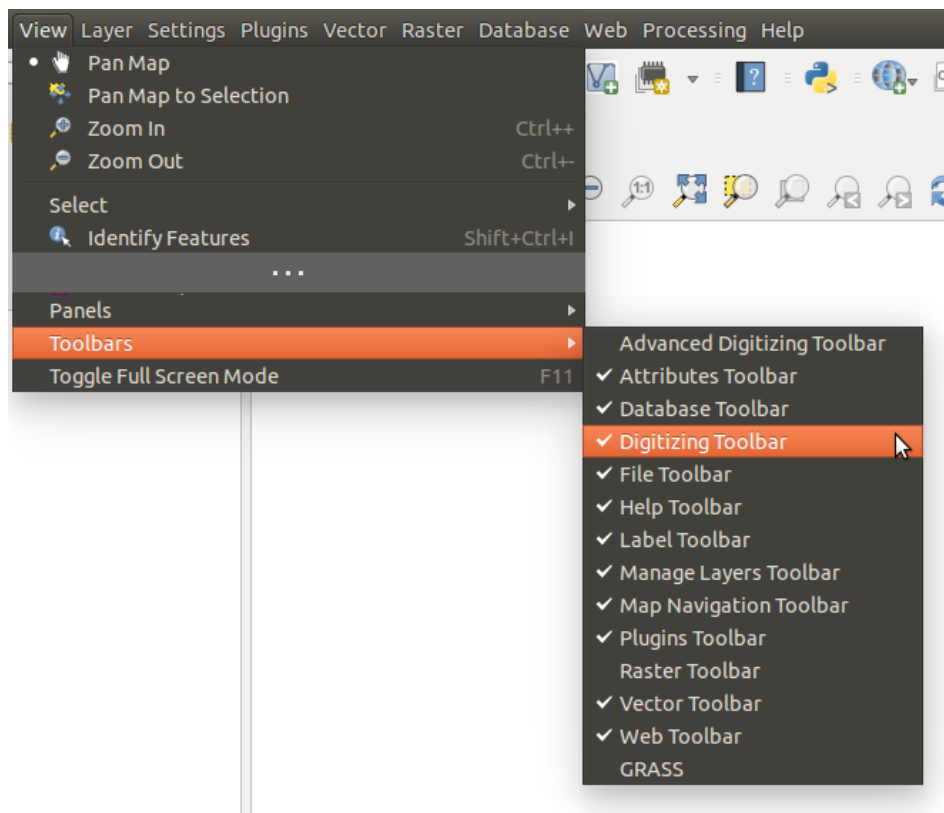 View Layer Settings Plugins Vector Raster Database Web Processing Help
Pan Map
Pan Map to Selection
Zoom In Ctrl++
Zoom Out Ctrl+-
Select
Identify Features Shift+Ctrl+I
...
Panels
Toolbars
Toggle Full Screen Mode F11
?
1:1
Advanced Digitizing Toolbar
Attributes Toolbar
Database Toolbar
Digitizing Toolbar
File Toolbar
Help Toolbar
Label Toolbar
Manage Layers Toolbar
Map Navigation Toolbar
Plugins Toolbar
Raster Toolbar
Vector Toolbar
Web Toolbar
GRASS